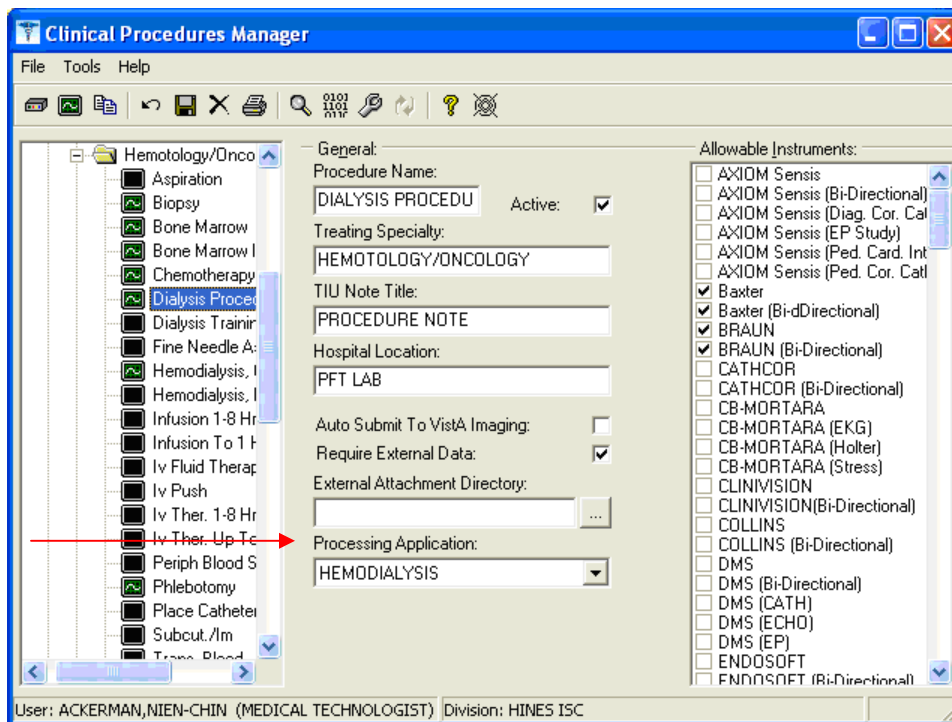 Clinical Procedures Manager
File Tools Help
Hemotology/Onco
Aspiration
Biopsy
Bone Marrow
Bone Marrow I
Chemotherapy
Dialysis Proced
Dialysis Trainin
Fine Needle A
Hemodialysis,
Hemodialysis, I
Infusion 1-8 Hr
Infusion To 1 H
Iv Fluid Therap
Iv Push
Iv Ther. 1-8 Hr
Iv Ther. Up To
Periph Blood S
Phlebotomy
Place Catheter
Subcut./Im
Trans. Blood
General:
Procedure Name:
DIALYSIS PROCEDU
Active:
Treating Specialty:
HEMOTOLOGY/ONCOLOGY
TIU Note Title:
PROCEDURE NOTE
Hospital Location:
PFT LAB
Auto Submit To VistA Imaging:
Require External Data:
External Attachment Directory:
...
Processing Application:
HEMODIALYSIS
Allowable Instruments:
AXIOM Sensis
AXIOM Sensis (Bi-Directional)
AXIOM Sensis (Diag. Cor. Cal
AXIOM Sensis (EP Study)
AXIOM Sensis (Ped. Card. Int
AXIOM Sensis (Ped. Cor. Catl
Baxter
Baxter (Bi-dDirectional)
BRAUN
BRAUN (Bi-Directional)
CATHCOR
CATHCOR (Bi-Directional)
CB-MORTARA
CB-MORTARA (EKG)
CB-MORTARA (Holter)
CB-MORTARA (Stress)
CLINIVISION
CLINIVISION(Bi-Directional)
COLLINS
COLLINS (Bi-Directional)
DMS
DMS (Bi-Directional)
DMS (CATH)
DMS (ECHO)
DMS (EP)
ENDOSOFT
ENDOSOFT (Bi-Directional)
User: ACKERMAN,NIEN-CHIN (MEDICAL TECHNOLOGIST) Division: HINES ISC